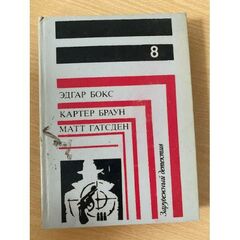 8
ЭДГАР БОКС
КАРТЕР БРАУН
МАТТ ГАТСДЕН
Зарубежный детектив